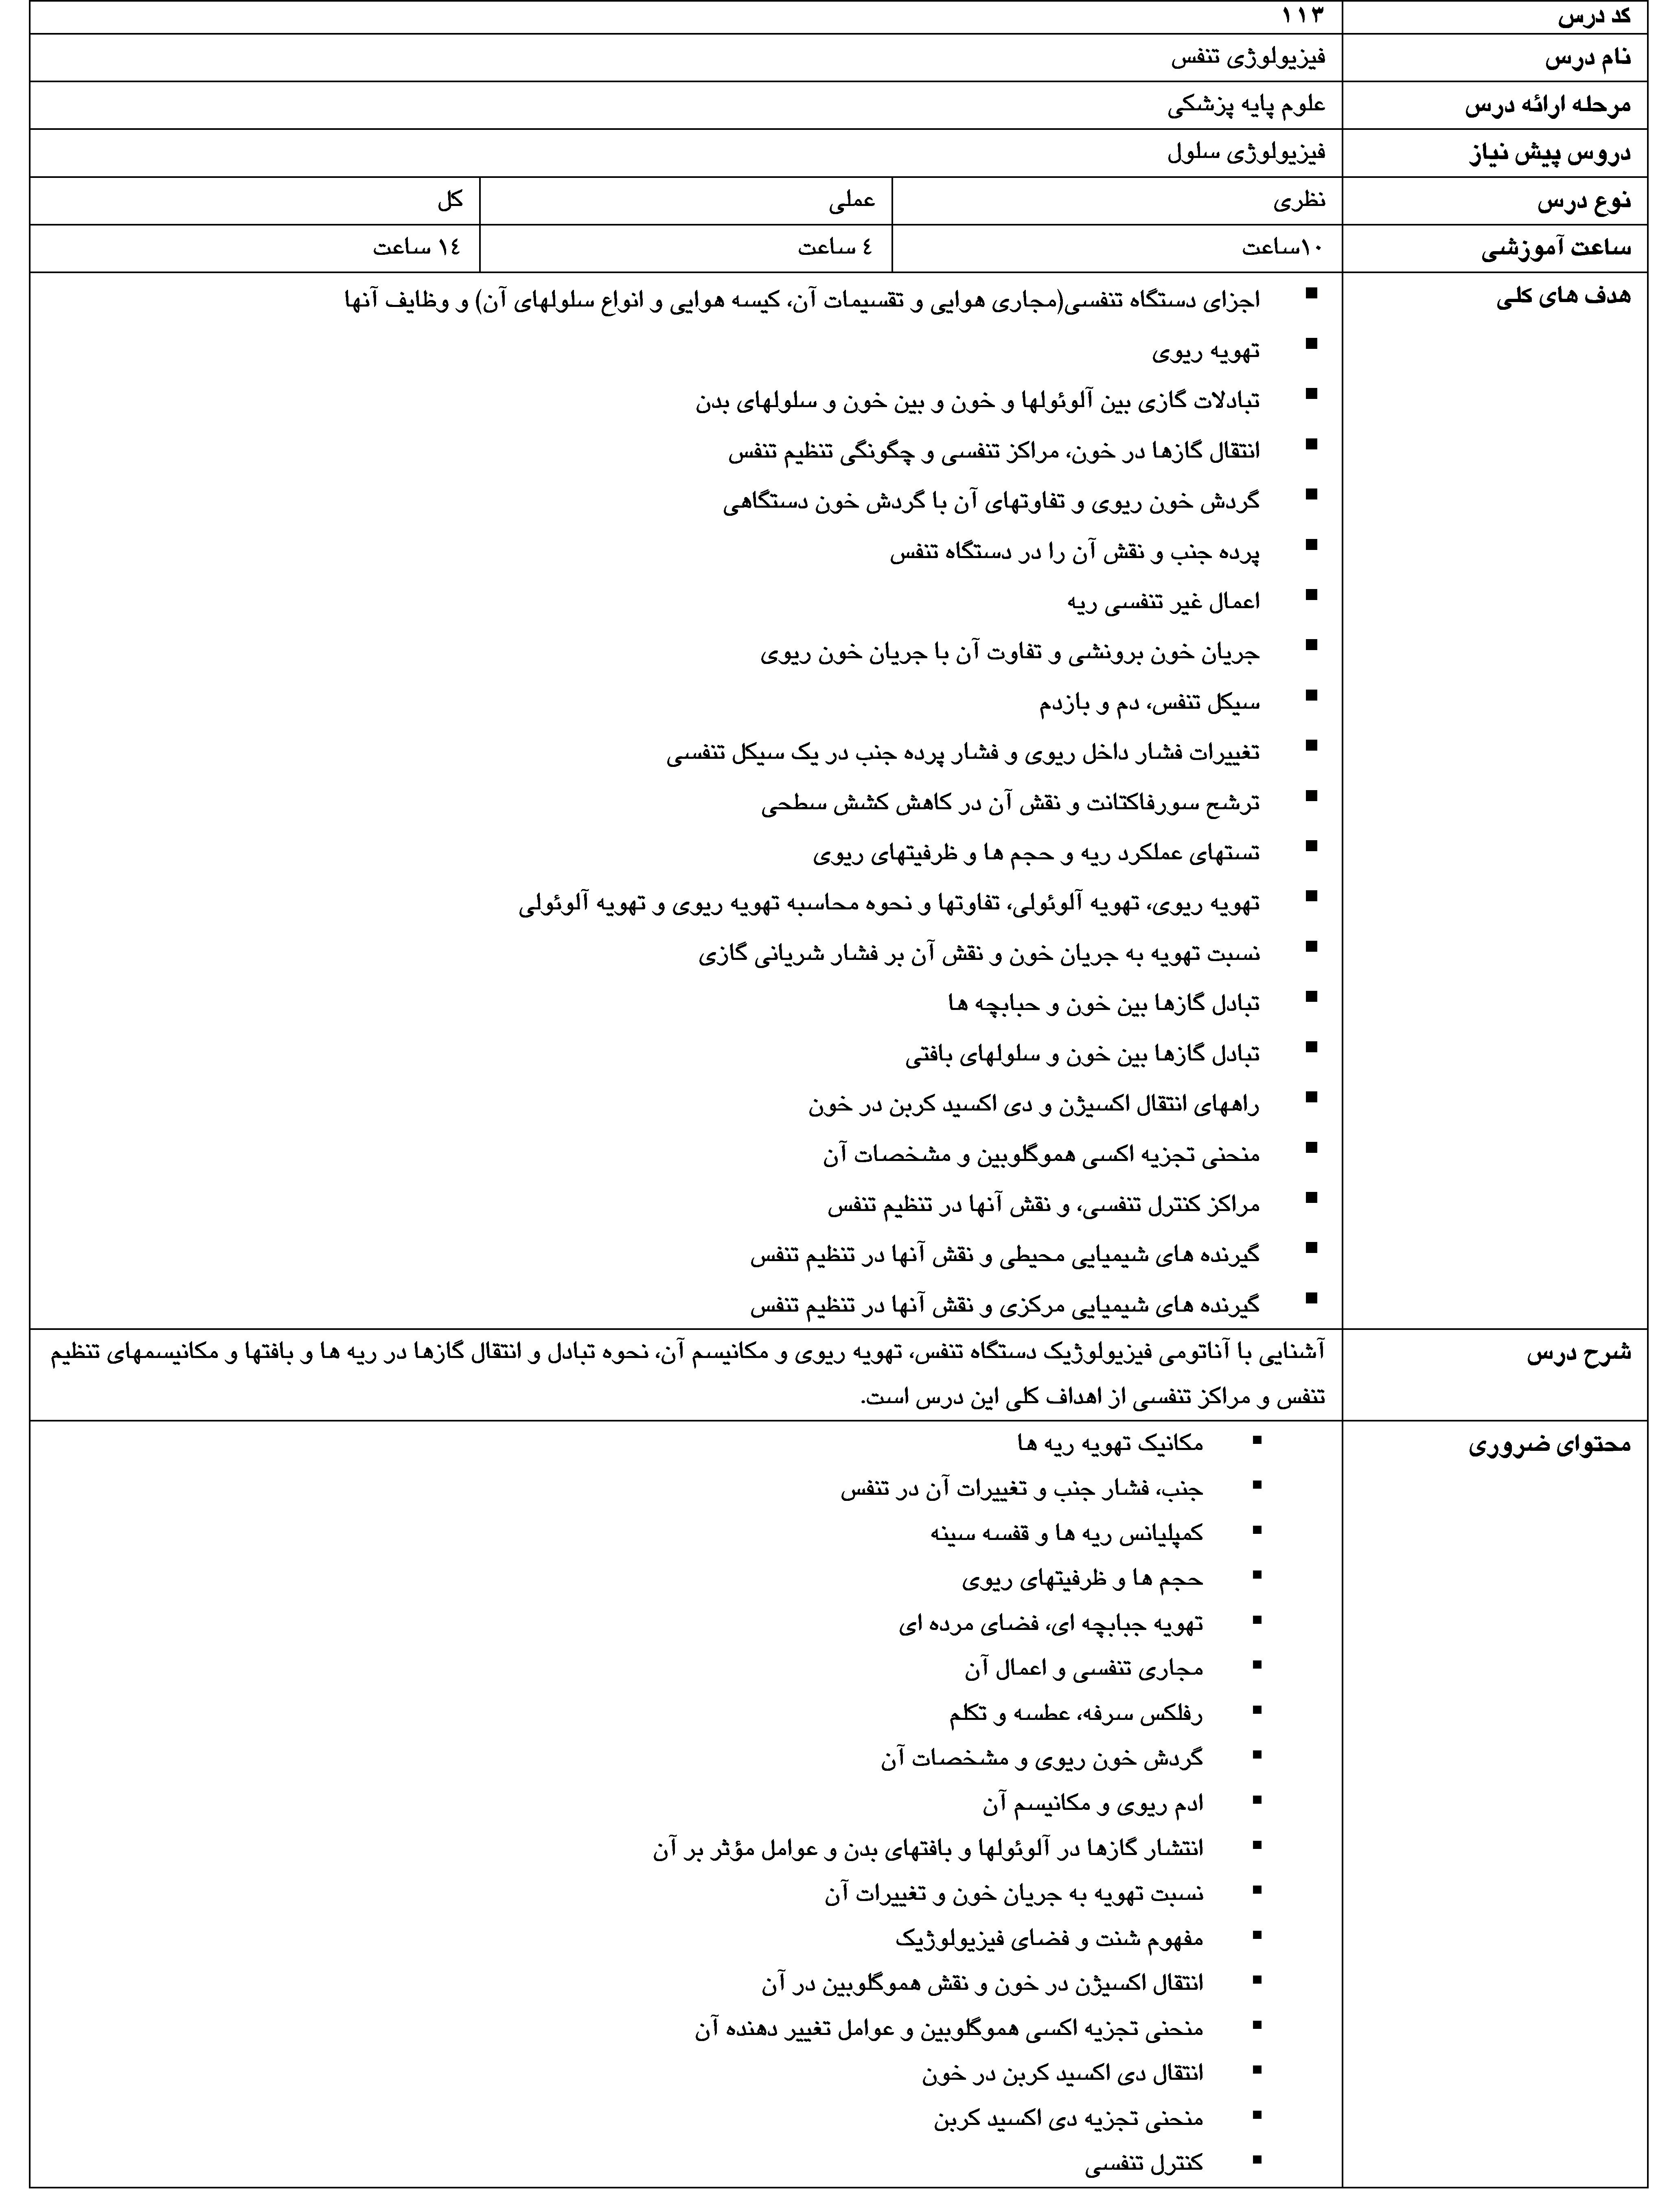 کد درس ۱۱۳
نام درس فیزیولوژی تنفس
مرحله ارائه درس علوم پایه پزشکی
دروس پیش نیاز فیزیولوژی سلول
نوع درس نظری عملی کل
ساعت آموزشی ۱۰ساعت ٤ ساعت ١٤ ساعت
هدف های کلی
▪ اجزای دستگاه تنفسی(مجاری هوایی و تقسیمات آن، کیسه هوایی و انواع سلولهای آن) و وظایف آنها
▪ تهویه ریوی
▪ تبادلات گازی بین آلوئولها و خون و بین خون و سلولهای بدن
▪ انتقال گازها در خون، مراکز تنفسی و چگونگی تنظیم تنفس
▪ گردش خون ریوی و تفاوتهای آن با گردش خون دستگاهی
▪ پرده جنب و نقش آن را در دستگاه تنفس
▪ اعمال غیر تنفسی ریه
▪ جریان خون برونشی و تفاوت آن با جریان خون ریوی
▪ سیکل تنفس، دم و بازدم
▪ تغییرات فشار داخل ریوی و فشار پرده جنب در یک سیکل تنفسی
▪ ترشح سورفاکتانت و نقش آن در کاهش کشش سطحی
▪ تستهای عملکرد ریه و حجم ها و ظرفیتهای ریوی
▪ تهویه ریوی، تهویه آلوئولی، تفاوتها و نحوه محاسبه تهویه ریوی و تهویه آلوئولی
▪ نسبت تهویه به جریان خون و نقش آن بر فشار شریانی گازی
▪ تبادل گازها بین خون و حبابچه ها
▪ تبادل گازها بین خون و سلولهای بافتی
▪ راههای انتقال اکسیژن و دی اکسید کربن در خون
▪ منحنی تجزیه اکسی هموگلوبین و مشخصات آن
▪ مراکز کنترل تنفسی، و نقش آنها در تنظیم تنفس
▪ گیرنده های شیمیایی محیطی و نقش آنها در تنظیم تنفس
▪ گیرنده های شیمیایی مرکزی و نقش آنها در تنظیم تنفس
شرح درس آشنایی با آناتومی فیزیولوژیک دستگاه تنفس، تهویه ریوی و مکانیسم آن، نحوه تبادل و انتقال گازها در ریه ها و بافتها و مکانیسمهای تنظیم
تنفس و مراکز تنفسی از اهداف کلی این درس است.
محتوای ضروری
▪ مکانیک تهویه ریه ها
▪ جنب، فشار جنب و تغییرات آن در تنفس
▪ کمپلیانس ریه ها و قفسه سینه
▪ حجم ها و ظرفیتهای ریوی
▪ تهویه جبابچه ای، فضای مرده ای
▪ مجاری تنفسی و اعمال آن
▪ رفلکس سرفه، عطسه و تکلم
▪ گردش خون ریوی و مشخصات آن
▪ ادم ریوی و مکانیسم آن
▪ انتشار گازها در آلوئولها و بافتهای بدن و عوامل مؤثر بر آن
▪ نسبت تهویه به جریان خون و تغییرات آن
▪ مفهوم شنت و فضای فیزیولوژیک
▪ انتقال اکسیژن در خون و نقش هموگلوبین در آن
▪ منحنی تجزیه اکسی هموگلوبین و عوامل تغییر دهنده آن
▪ انتقال دی اکسید کربن در خون
▪ منحنی تجزیه دی اکسید کربن
▪ کنترل تنفسی